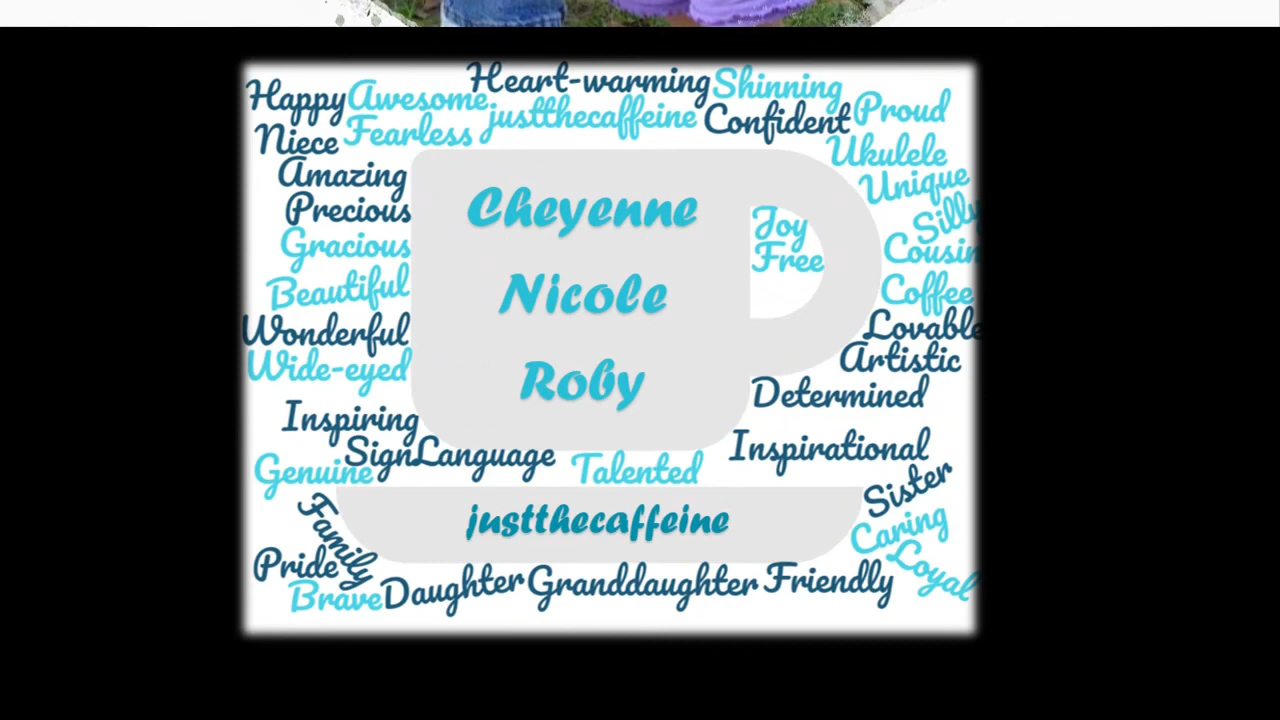 Heart-warming Shinning
Happy Awesome justthecaffeine Confident Proud
Niece Fearless Ukulele
Amazing Unique
Precious Cheyenne Joy Silly
Gracious Free Cousin
Beautiful Nicole Coffee
Wonderful Lovable
Wide-eyed Roby Artistic
Determined
Inspiring
SignLanguage Inspirational
Genuine Talented
Sister
Family justthecaffeine Caring
Pride Loyal
Brave Daughter Granddaughter Friendly